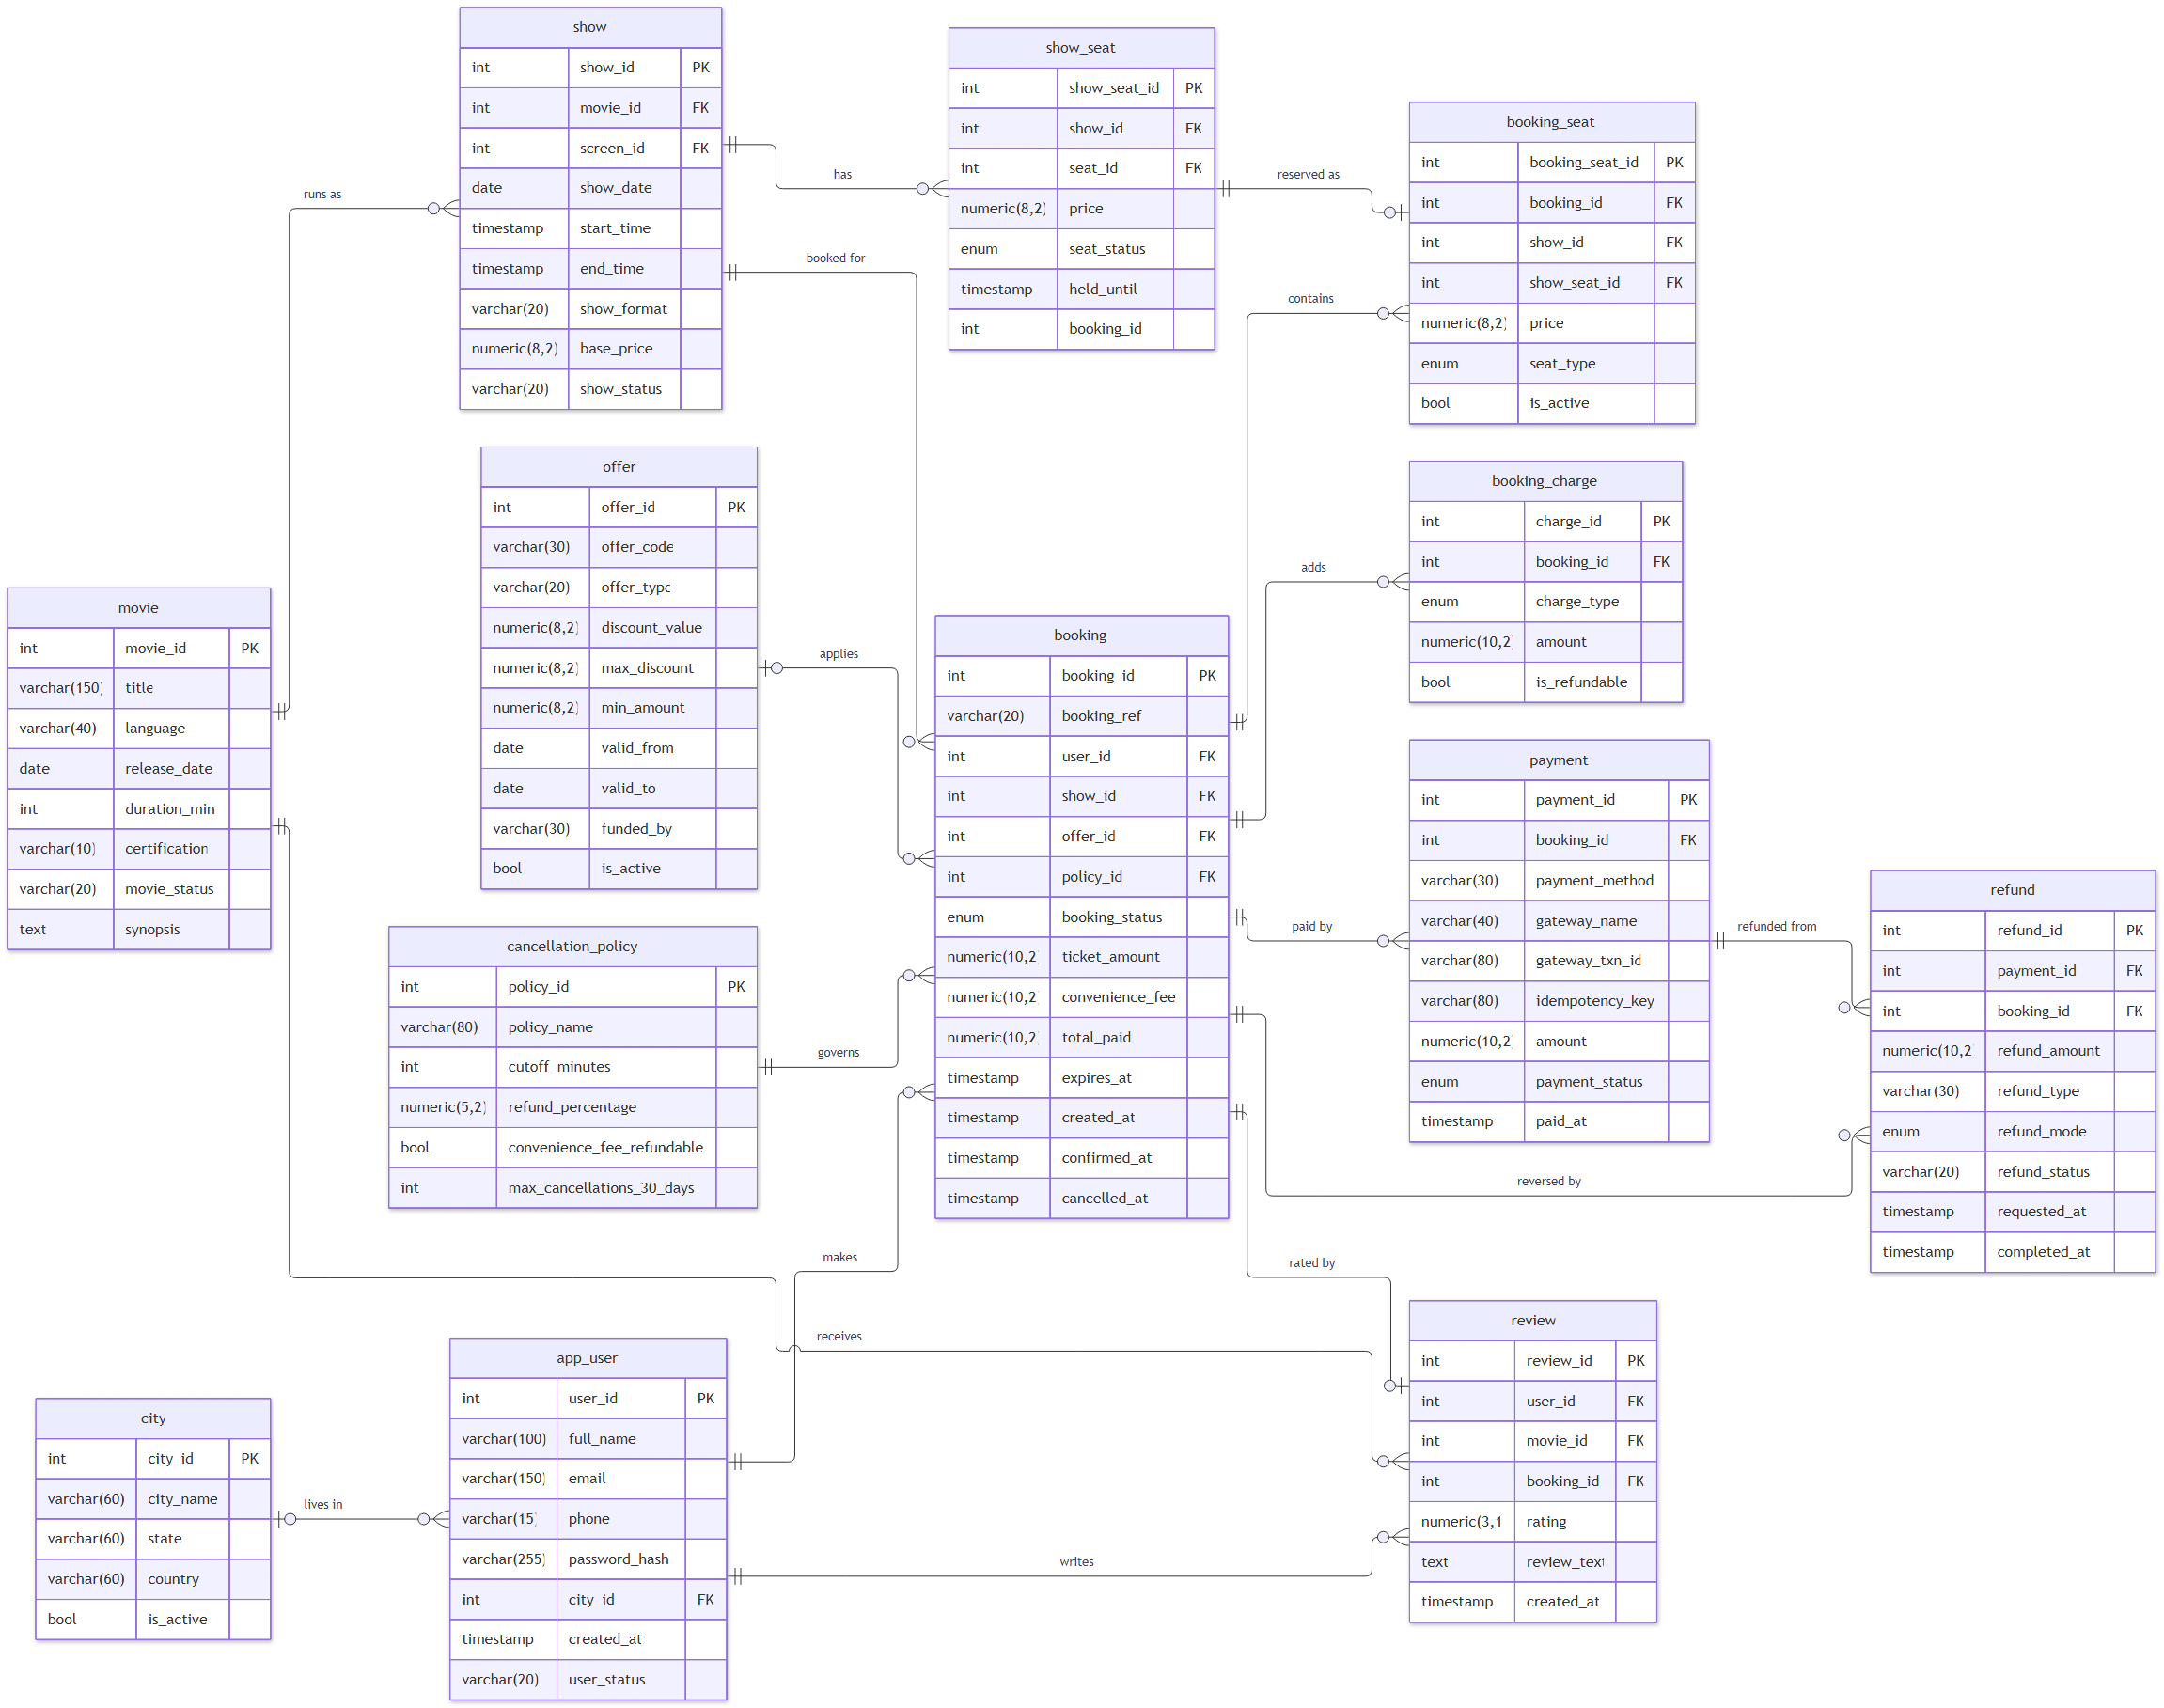 show
int show_id PK
int movie_id FK
int screen_id FK
date show_date
timestamp start_time
timestamp end_time
varchar(20) show_format
numeric(8,2) base_price
varchar(20) show_status
show_seat
int show_seat_id PK
int show_id FK
int seat_id FK
numeric(8,2) price
enum seat_status
timestamp held_until
int booking_id
booking_seat
int booking_seat_id PK
int booking_id FK
int show_id FK
int show_seat_id FK
numeric(8,2) price
enum seat_type
bool is_active
runs as
has
reserved as
booked for
contains
offer
int offer_id PK
varchar(30) offer_code
varchar(20) offer_type
numeric(8,2) discount_value
numeric(8,2) max_discount
numeric(8,2) min_amount
date valid_from
date valid_to
varchar(30) funded_by
bool is_active
booking_charge
int charge_id PK
int booking_id FK
enum charge_type
numeric(10,2 amount
bool is_refundable
adds
applies
movie
int movie_id PK
varchar(150) title
varchar(40) language
date release_date
int duration_min
varchar(10) certification
varchar(20) movie_status
text synopsis
booking
int booking_id PK
varchar(20) booking_ref
int user_id FK
int show_id FK
int offer_id FK
int policy_id FK
enum booking_status
numeric(10,2 ticket_amount
numeric(10,2 convenience_fee
numeric(10,2 total_paid
timestamp expires_at
timestamp created_at
timestamp confirmed_at
timestamp cancelled_at
payment
int payment_id PK
int booking_id FK
varchar(30) payment_method
varchar(40) gateway_name
varchar(80) gateway_txn_id
varchar(80) idempotency_key
numeric(10,2 amount
enum payment_status
timestamp paid_at
refund
int refund_id PK
int payment_id FK
int booking_id FK
numeric(10,2 refund_amount
varchar(30) refund_type
enum refund_mode
varchar(20) refund_status
timestamp requested_at
timestamp completed_at
cancellation_policy
int policy_id PK
varchar(80) policy_name
int cutoff_minutes
numeric(5,2) refund_percentage
bool convenience_fee_refundable
int max_cancellations_30_days
paid by
refunded from
governs
reversed by
makes
rated by
receives
review
int review_id PK
int user_id FK
int movie_id FK
int booking_id FK
numeric(3,1 rating
text review_text
timestamp created_at
app_user
int user_id PK
varchar(100) full_name
varchar(150) email
varchar(15) phone
varchar(255) password_hash
int city_id FK
timestamp created_at
varchar(20) user_status
city
int city_id PK
varchar(60) city_name
varchar(60) state
varchar(60) country
bool is_active
lives in
writes